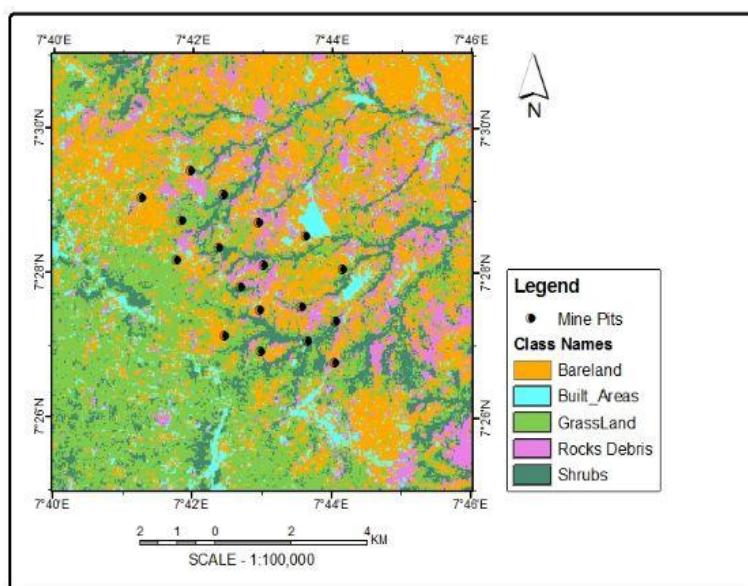 7°40'E 7°42'E 7°44'E 7°46'E
N
7°30'N 7°30'N
7°28'N 7°28'N
7°26'N 7°26'N
7°40'E 7°42'E 7°44'E 7°46'E
Legend
Mine Pits
Class Names
Bareland
Built_Areas
GrassLand
Rocks Debris
Shrubs
2 1 0 2 4 KM
SCALE - 1:100,000